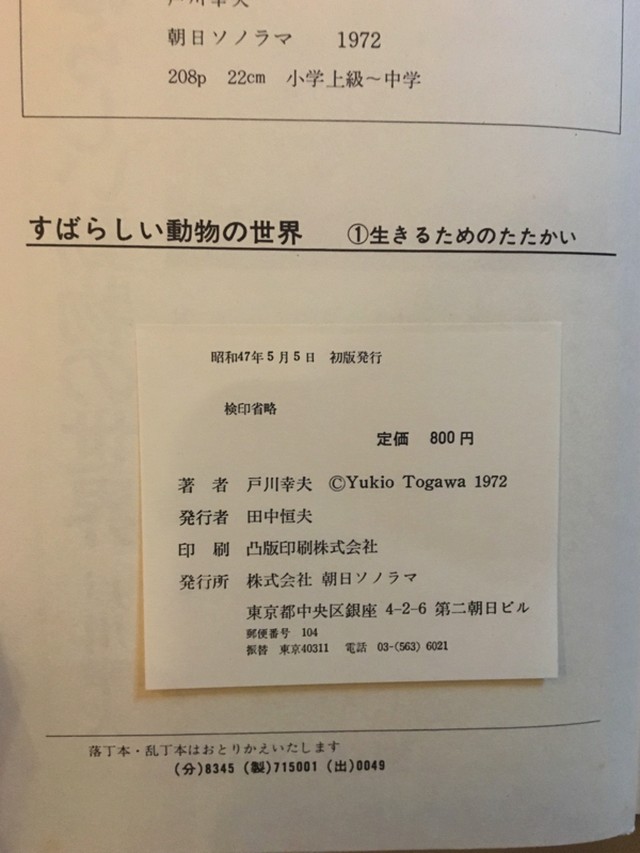 戸川幸夫
朝日ソノラマ 1972
208p 22cm 小学上級〜中学
すばらしい動物の世界 ①生きるためのたたかい
昭和47年5月5日 初版発行
検印省略
定価 800円
著者 戸川幸夫 ©Yukio Togawa 1972
発行者 田中恒夫
印刷 凸版印刷株式会社
発行所 株式会社 朝日ソノラマ
東京都中央区銀座 4-2-6 第二朝日ビル
郵便番号 104
振替 東京40311 電話 03-(563) 6021
落丁本・乱丁本はおとりかえいたします
(分)8345 (製)715001 (出)0049